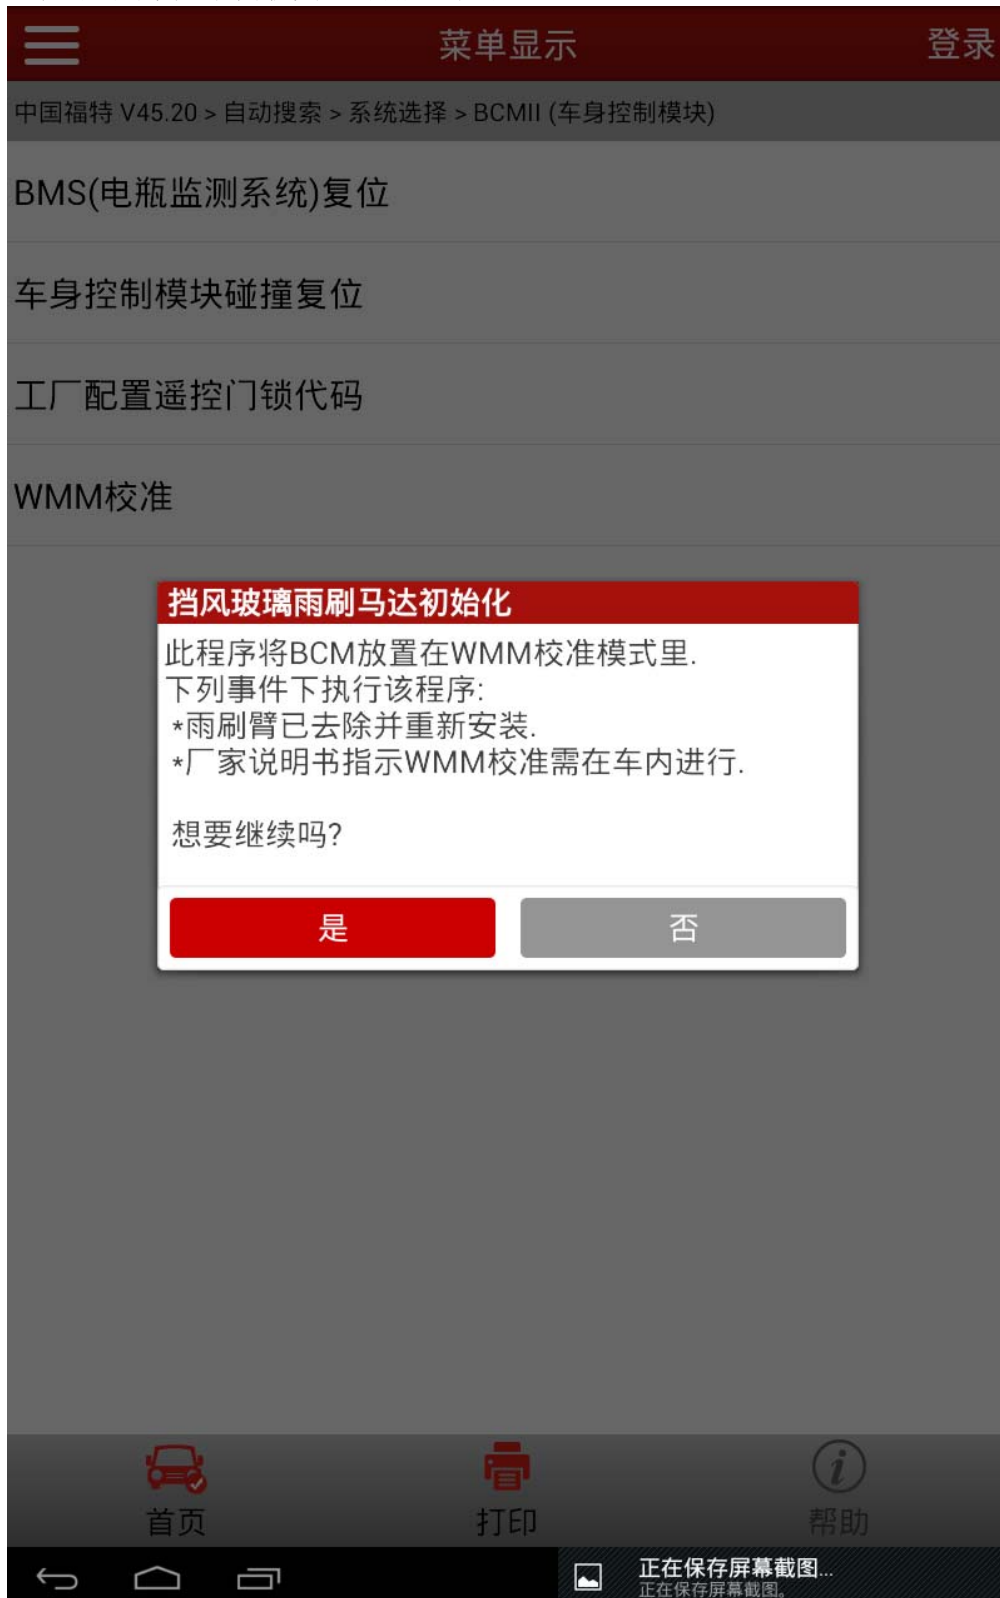 菜单显示
登录
中国福特 V45.20 > 自动搜索 > 系统选择 > BCMII (车身控制模块)
BMS(电瓶监测系统)复位
车身控制模块碰撞复位
工厂配置遥控门锁代码
WMM校准
挡风玻璃雨刷马达初始化
此程序将BCM放置在WMM校准模式里.
下列事件下执行该程序:
*雨刷臂已去除并重新安装.
*厂家说明书指示WMM校准需在车内进行.
想要继续吗?
是
否
首页
打印
帮助
正在保存屏幕截图...
正在保存屏幕截图。